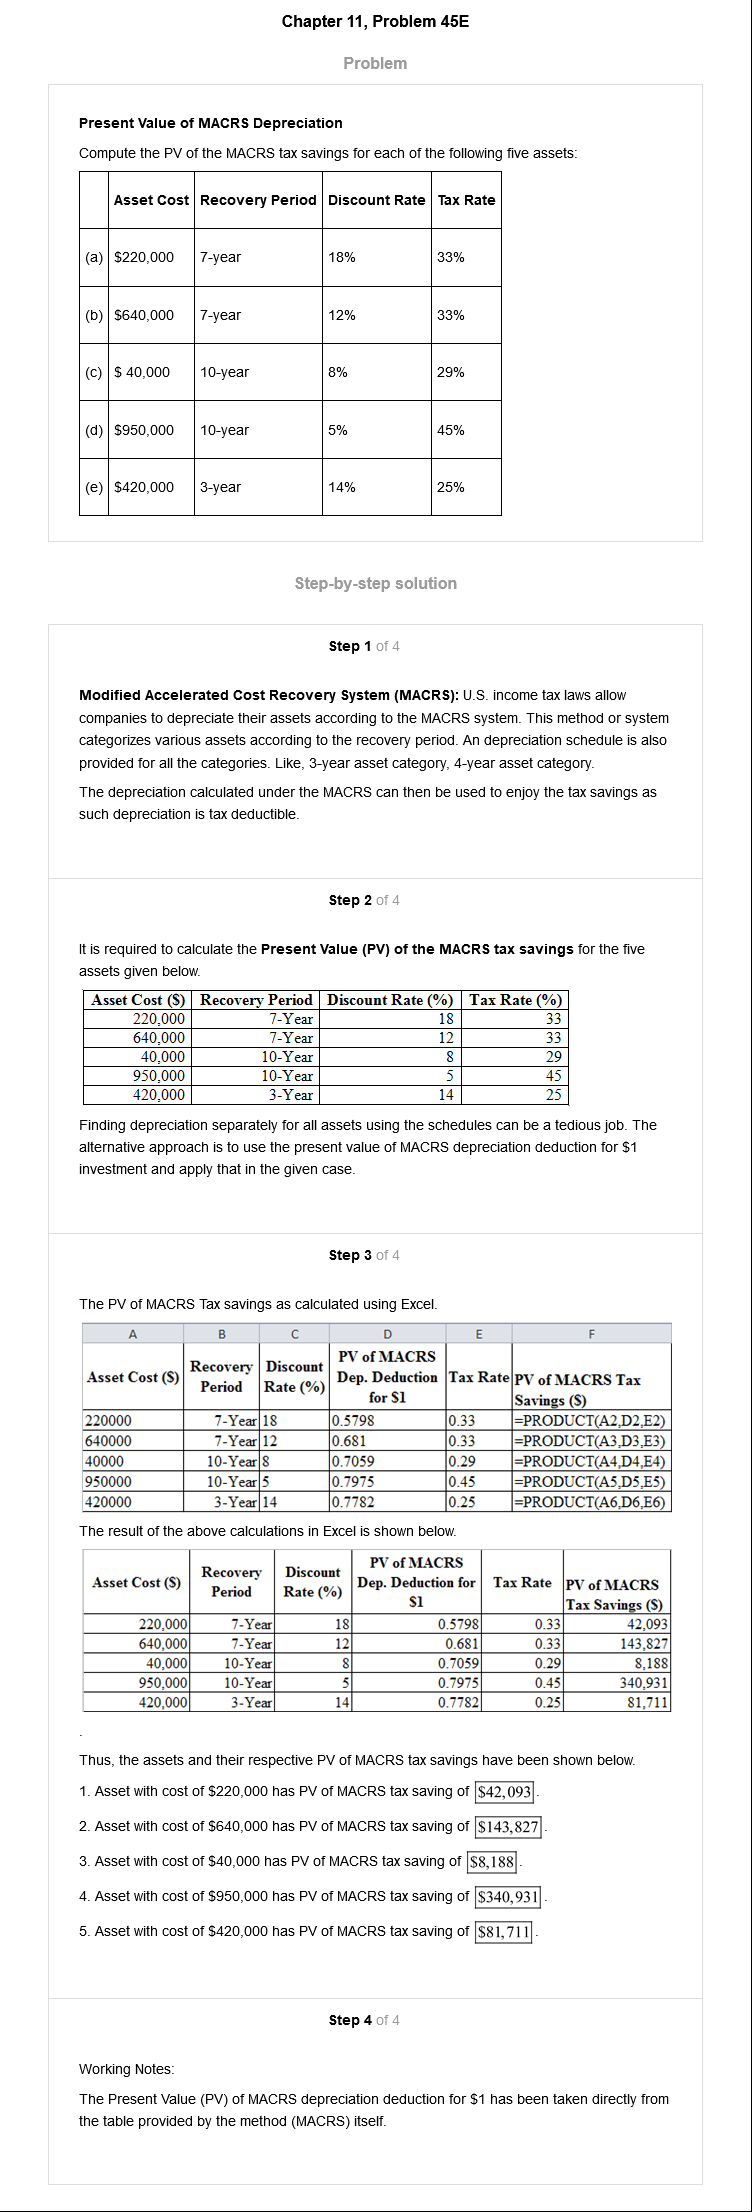 Chapter 11, Problem 45E
Problem
Present Value of MACRS Depreciation
Compute the PV of the MACRS tax savings for each of the following five assets:
Asset Cost Recovery Period Discount Rate Tax Rate
(a) $220,000 7-year 18% 33%
(b) $640,000 7-year 12% 33%
(c) $ 40,000 10-year 8% 29%
(d) $950,000 10-year 5% 45%
(e) $420,000 3-year 14% 25%
Step-by-step solution
Step 1 of 4
Modified Accelerated Cost Recovery System (MACRS): U.S. income tax laws allow
companies to depreciate their assets according to the MACRS system. This method or system
categorizes various assets according to the recovery period. An depreciation schedule is also
provided for all the categories. Like, 3-year asset category, 4-year asset category.
The depreciation calculated under the MACRS can then be used to enjoy the tax savings as
such depreciation is tax deductible.
Step 2 of 4
It is required to calculate the Present Value (PV) of the MACRS tax savings for the five
assets given below.
Asset Cost ($) Recovery Period Discount Rate (%) Tax Rate (%)
220,000 7-Year 18 33
640,000 7-Year 12 33
40,000 10-Year 8 29
950,000 10-Year 5 45
420,000 3-Year 14 25
Finding depreciation separately for all assets using the schedules can be a tedious job. The
alternative approach is to use the present value of MACRS depreciation deduction for $1
investment and apply that in the given case.
Step 3 of 4
The PV of MACRS Tax savings as calculated using Excel.
A B C D E F
Asset Cost ($) Recovery Period Discount Rate (%) PV of MACRS Dep. Deduction for $1 Tax Rate PV of MACRS Tax Savings ($)
220000 7-Year 18 0.5798 0.33 =PRODUCT(A2,D2,E2)
640000 7-Year 12 0.681 0.33 =PRODUCT(A3,D3,E3)
40000 10-Year 8 0.7059 0.29 =PRODUCT(A4,D4,E4)
950000 10-Year 5 0.7975 0.45 =PRODUCT(A5,D5,E5)
420000 3-Year 14 0.7782 0.25 =PRODUCT(A6,D6,E6)
The result of the above calculations in Excel is shown below.
Asset Cost ($) Recovery Period Discount Rate (%) PV of MACRS Dep. Deduction for $1 Tax Rate PV of MACRS Tax Savings ($)
220,000 7-Year 18 0.5798 0.33 42,093
640,000 7-Year 12 0.681 0.33 143,827
40,000 10-Year 8 0.7059 0.29 8,188
950,000 10-Year 5 0.7975 0.45 340,931
420,000 3-Year 14 0.7782 0.25 81,711
.
Thus, the assets and their respective PV of MACRS tax savings have been shown below.
1. Asset with cost of $220,000 has PV of MACRS tax saving of $42,093.
2. Asset with cost of $640,000 has PV of MACRS tax saving of $143,827.
3. Asset with cost of $40,000 has PV of MACRS tax saving of $8,188.
4. Asset with cost of $950,000 has PV of MACRS tax saving of $340,931.
5. Asset with cost of $420,000 has PV of MACRS tax saving of $81,711.
Step 4 of 4
Working Notes:
The Present Value (PV) of MACRS depreciation deduction for $1 has been taken directly from
the table provided by the method (MACRS) itself.